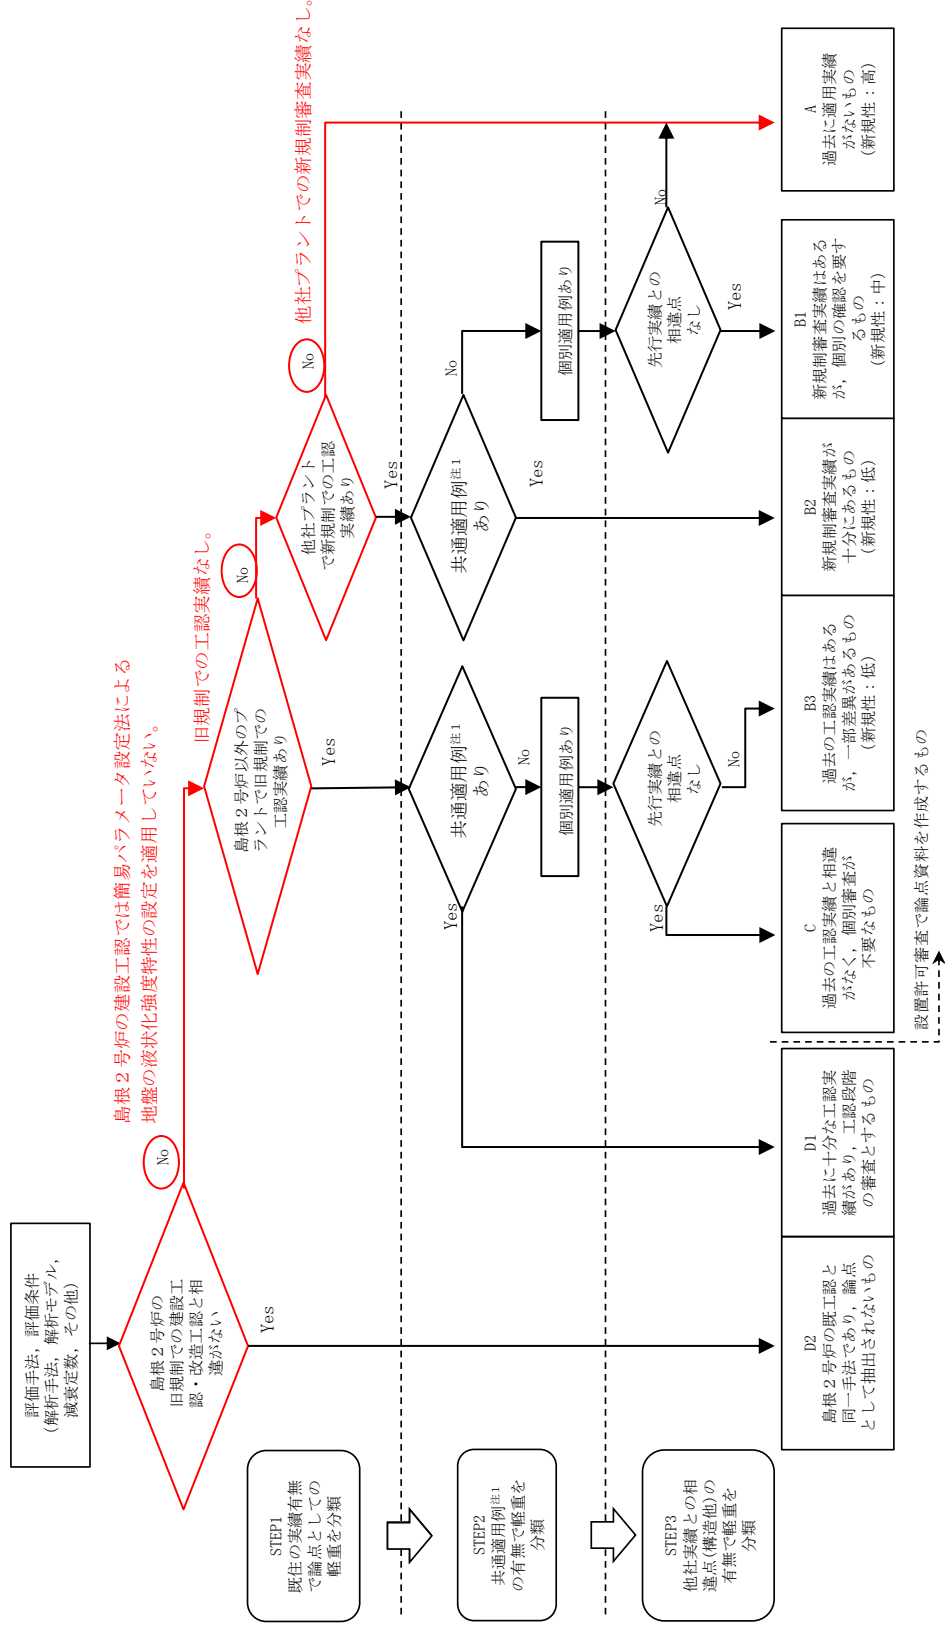 評価手法，評価条件
(解析手法，解析モデル，
減衰定数，その他)
島根２号炉の
旧規制での建設工
認・改造工認と相
違がない
No
Yes
島根２号炉の建設工認では簡易パラメータ設定法による
地盤の液状化強度特性の設定を適用していない。
島根２号炉以外のプ
ラントで旧規制での
工認実績あり
No
Yes
旧規制での工認実績なし。
他社プラント
で新規制での工認
実績あり
No
Yes
他社プラントでの新規制審査実績なし。
STEP1
既住の実績有無
で論点としての
軽重を分類
共通適用例注１
あり
Yes
No
共通適用例注１
あり
No
Yes
個別適用例あり
個別適用例あり
STEP2
共通適用例注１
の有無で軽重を
分類
先行実績との
相違点
なし
Yes
No
先行実績との
相違点
なし
No
Yes
STEP3
他社実績との相
違点(構造他)の
有無で軽重を
分類
D2
島根２号炉の既工認と
同一手法であり，論点
として抽出されないもの
D1
過去に十分な工認実
績があり，工認段階
の審査とするもの
C
過去の工認実績と相違
がなく，個別審査が
不要なもの
B3
過去の工認実績はある
が，一部差異があるもの
(新規性：低)
B2
新規制審査実績が
十分にあるもの
(新規性：低)
B1
新規制審査実績はある
が，個別の確認を要す
るもの
(新規性：中)
A
過去に適用実績
がないもの
(新規性：高)
設置許可審査で論点資料を作成するもの